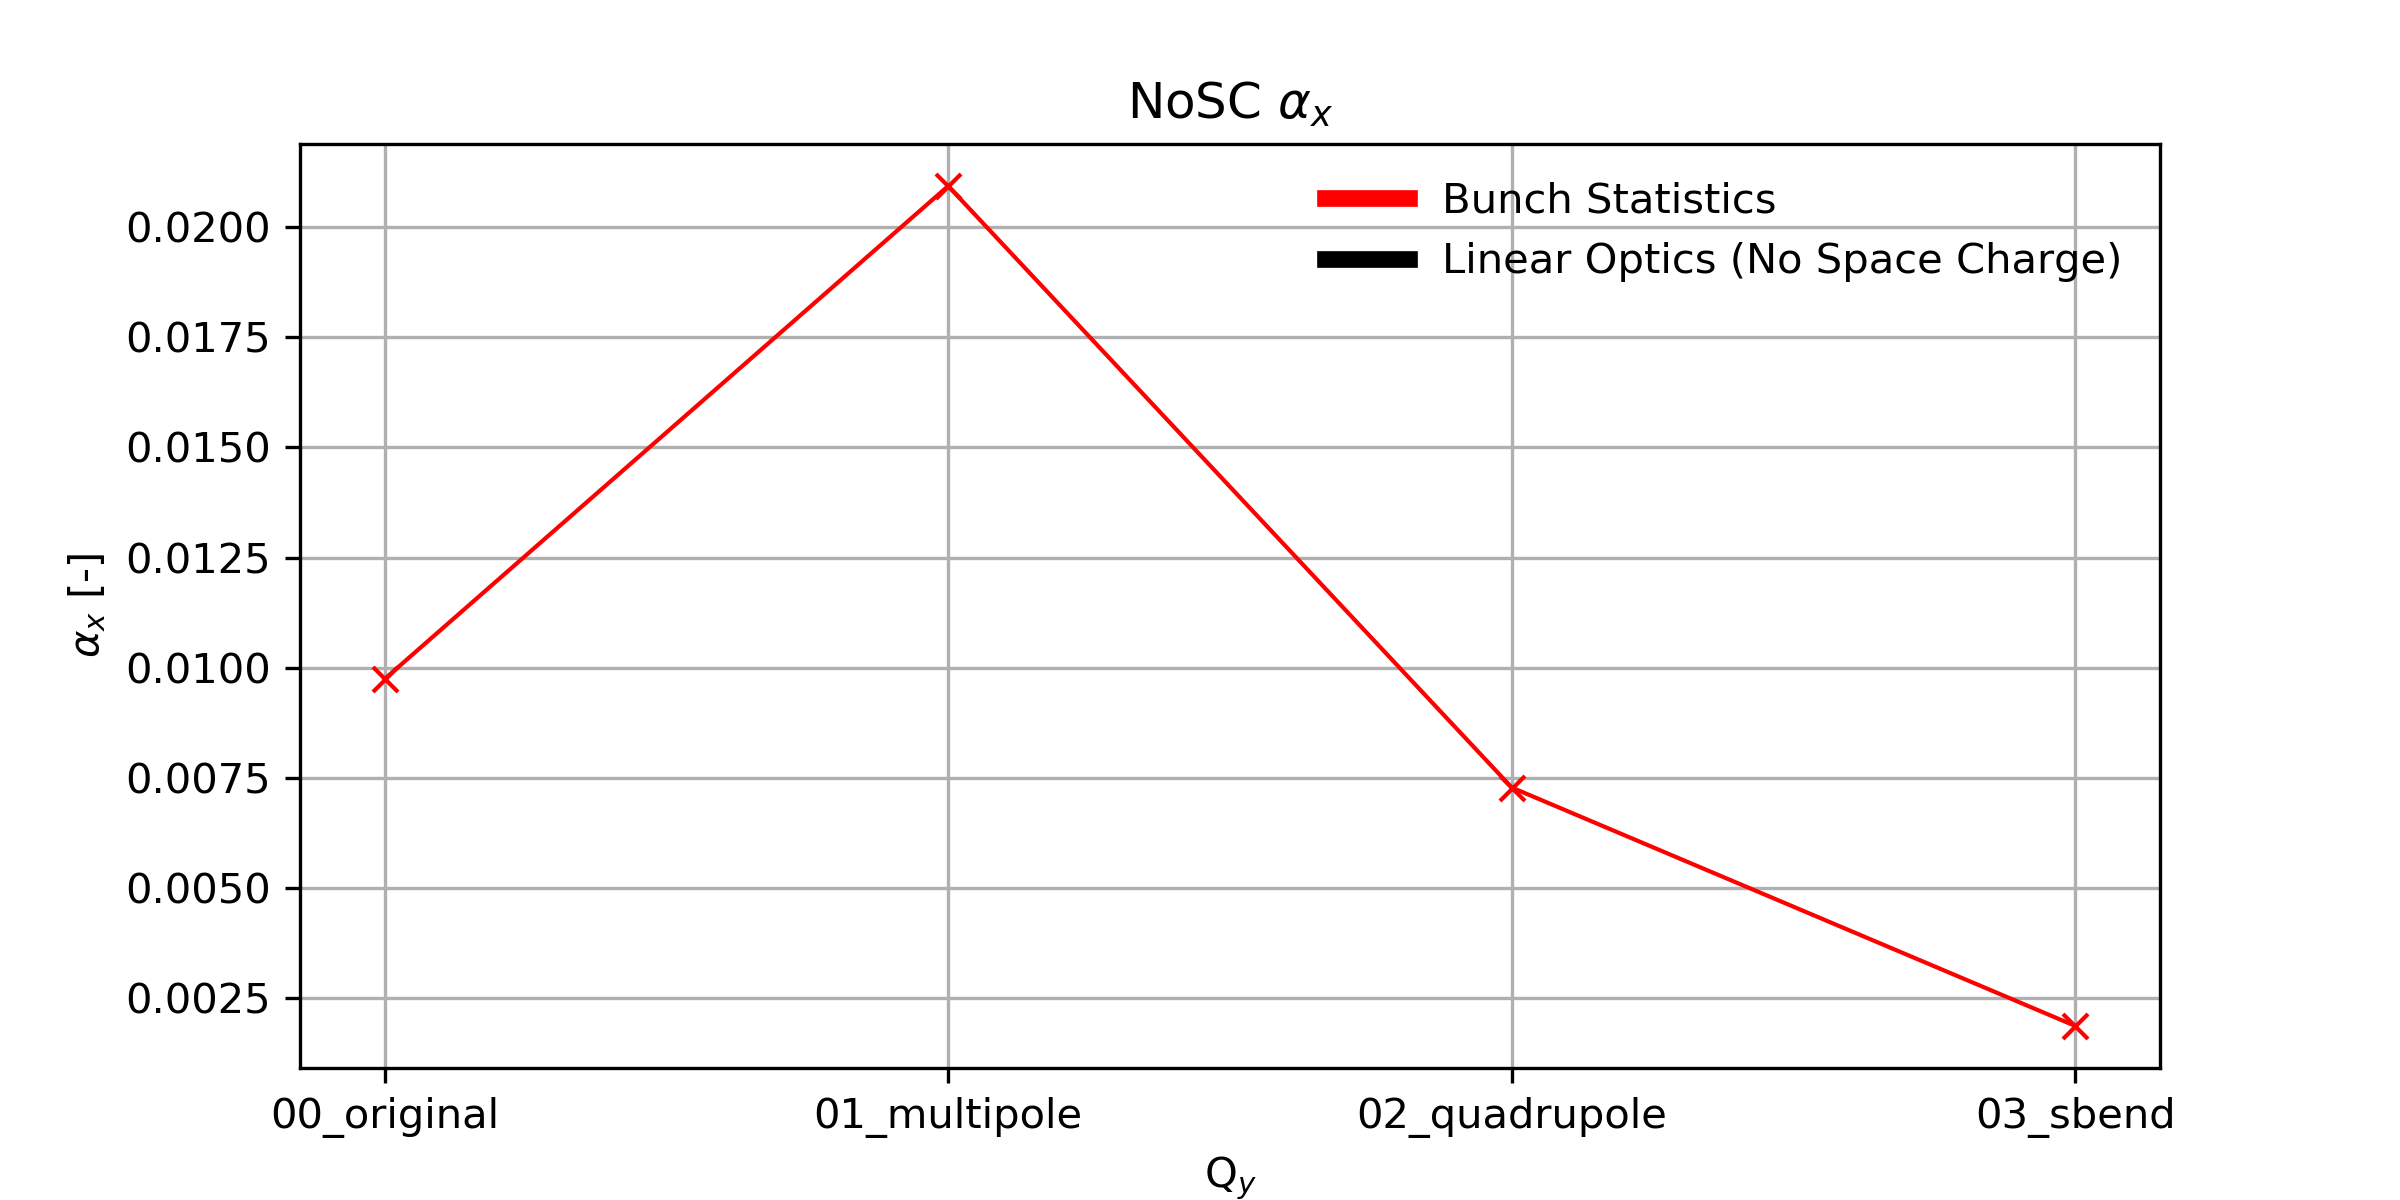 NoSC αₓ
Bunch Statistics
Linear Optics (No Space Charge)
αₓ [-]
0.0200
0.0175
0.0150
0.0125
0.0100
0.0075
0.0050
0.0025
00_original
01_multipole
02_quadrupole
03_sbend
Q_y